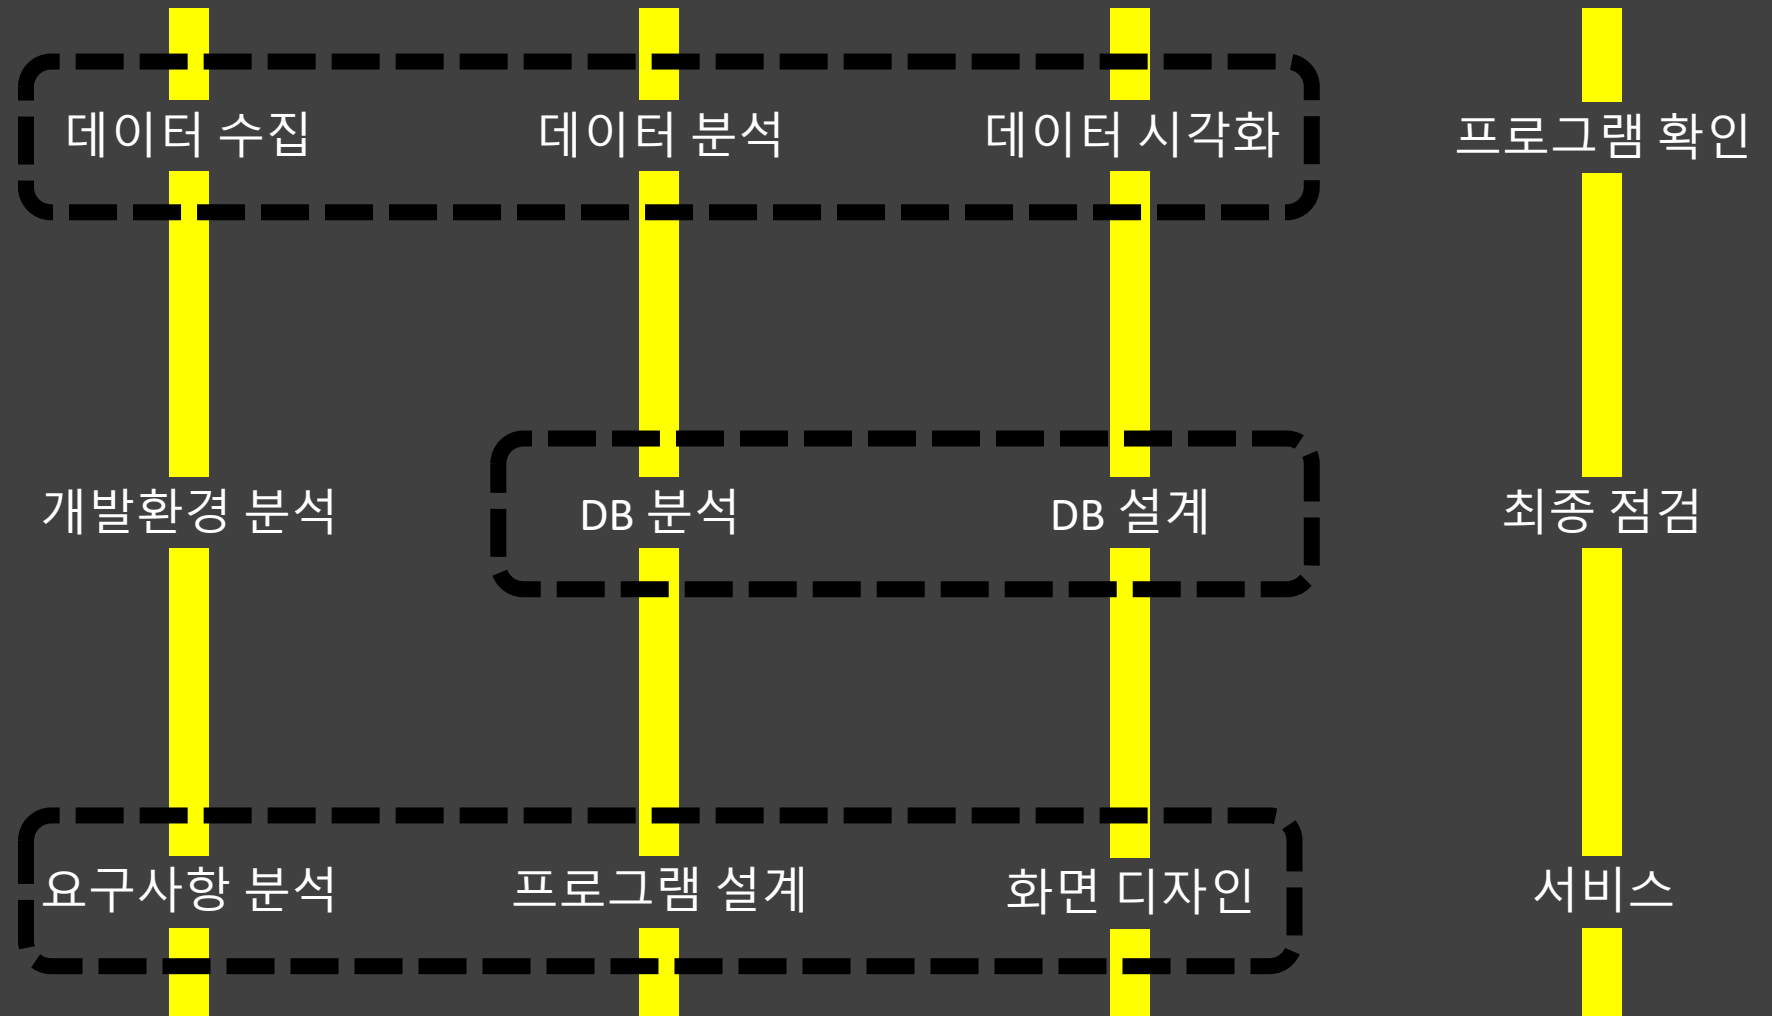 데이터 수집 데이터 분석 데이터 시각화 프로그램 확인
개발환경 분석 DB 분석 DB 설계 최종 점검
요구사항 분석 프로그램 설계 화면 디자인 서비스